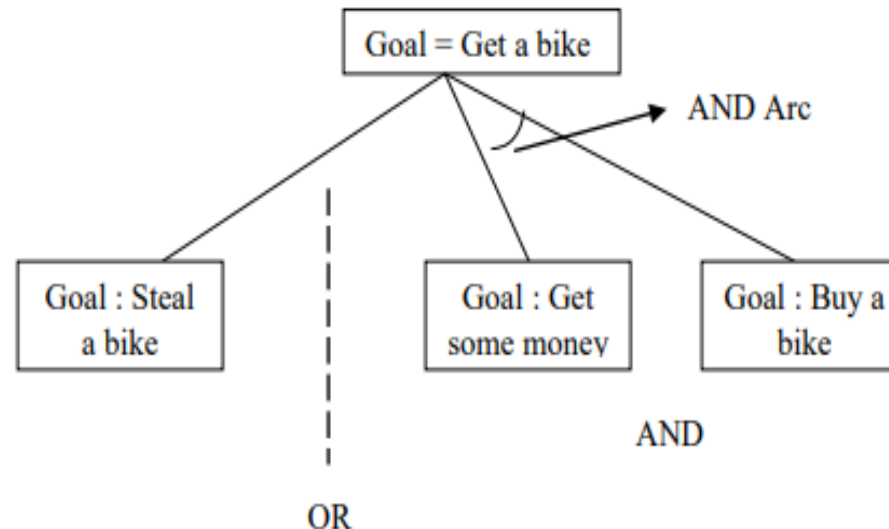 Goal = Get a bike
AND Arc
Goal : Steal
a bike
Goal : Get
some money
Goal : Buy a
bike
AND
OR